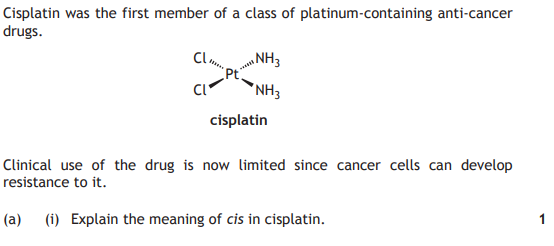 Cisplatin was the first member of a class of platinum-containing anti-cancer
drugs.
Cl NH3
Pt
Cl NH3
cisplatin
Clinical use of the drug is now limited since cancer cells can develop
resistance to it.
(a) (i) Explain the meaning of cis in cisplatin. 1